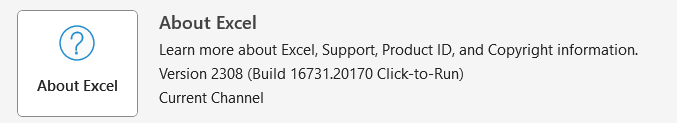 About Excel
About Excel
Learn more about Excel, Support, Product ID, and Copyright information.
Version 2308 (Build 16731.20170 Click-to-Run)
Current Channel